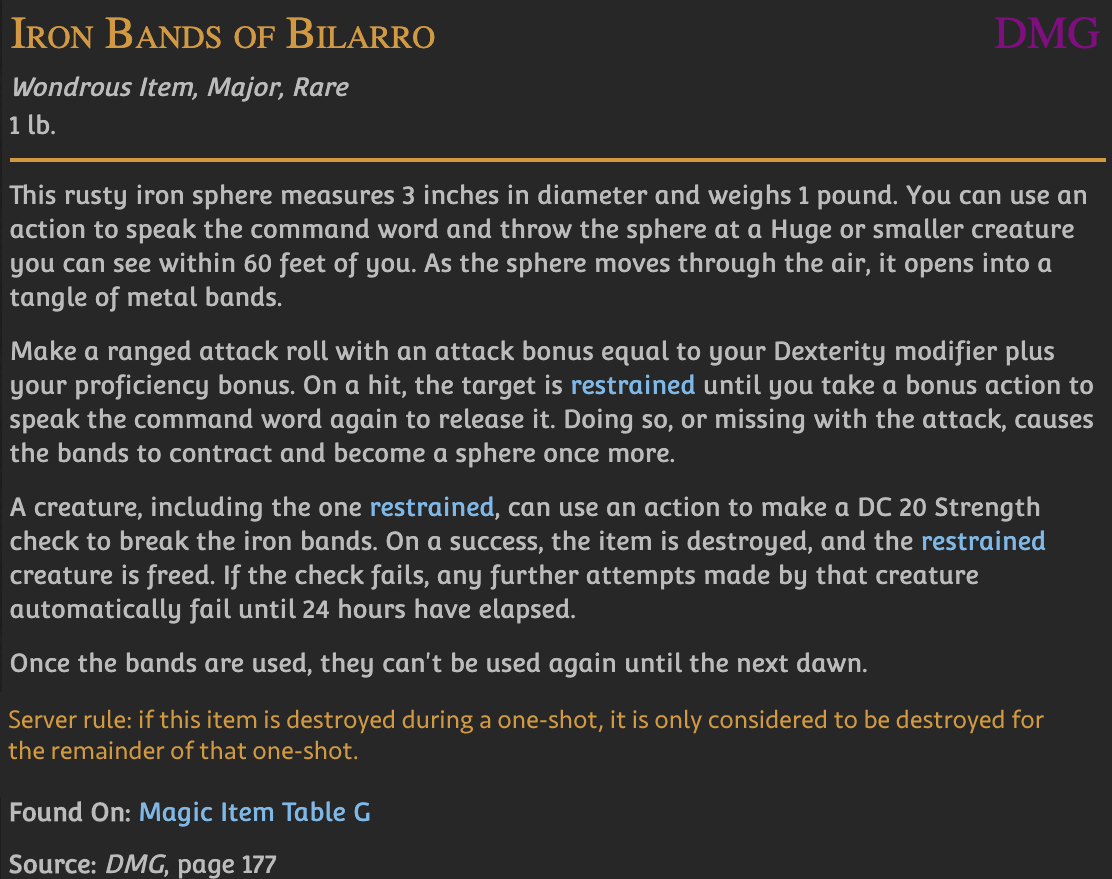 Iron Bands of Bilarro DMG
Wondrous Item, Major, Rare
1 lb.
This rusty iron sphere measures 3 inches in diameter and weighs 1 pound. You can use an
action to speak the command word and throw the sphere at a Huge or smaller creature
you can see within 60 feet of you. As the sphere moves through the air, it opens into a
tangle of metal bands.
Make a ranged attack roll with an attack bonus equal to your Dexterity modifier plus
your proficiency bonus. On a hit, the target is restrained until you take a bonus action to
speak the command word again to release it. Doing so, or missing with the attack, causes
the bands to contract and become a sphere once more.
A creature, including the one restrained, can use an action to make a DC 20 Strength
check to break the iron bands. On a success, the item is destroyed, and the restrained
creature is freed. If the check fails, any further attempts made by that creature
automatically fail until 24 hours have elapsed.
Once the bands are used, they can't be used again until the next dawn.
Server rule: if this item is destroyed during a one-shot, it is only considered to be destroyed for
the remainder of that one-shot.
Found On: Magic Item Table G
Source: DMG, page 177